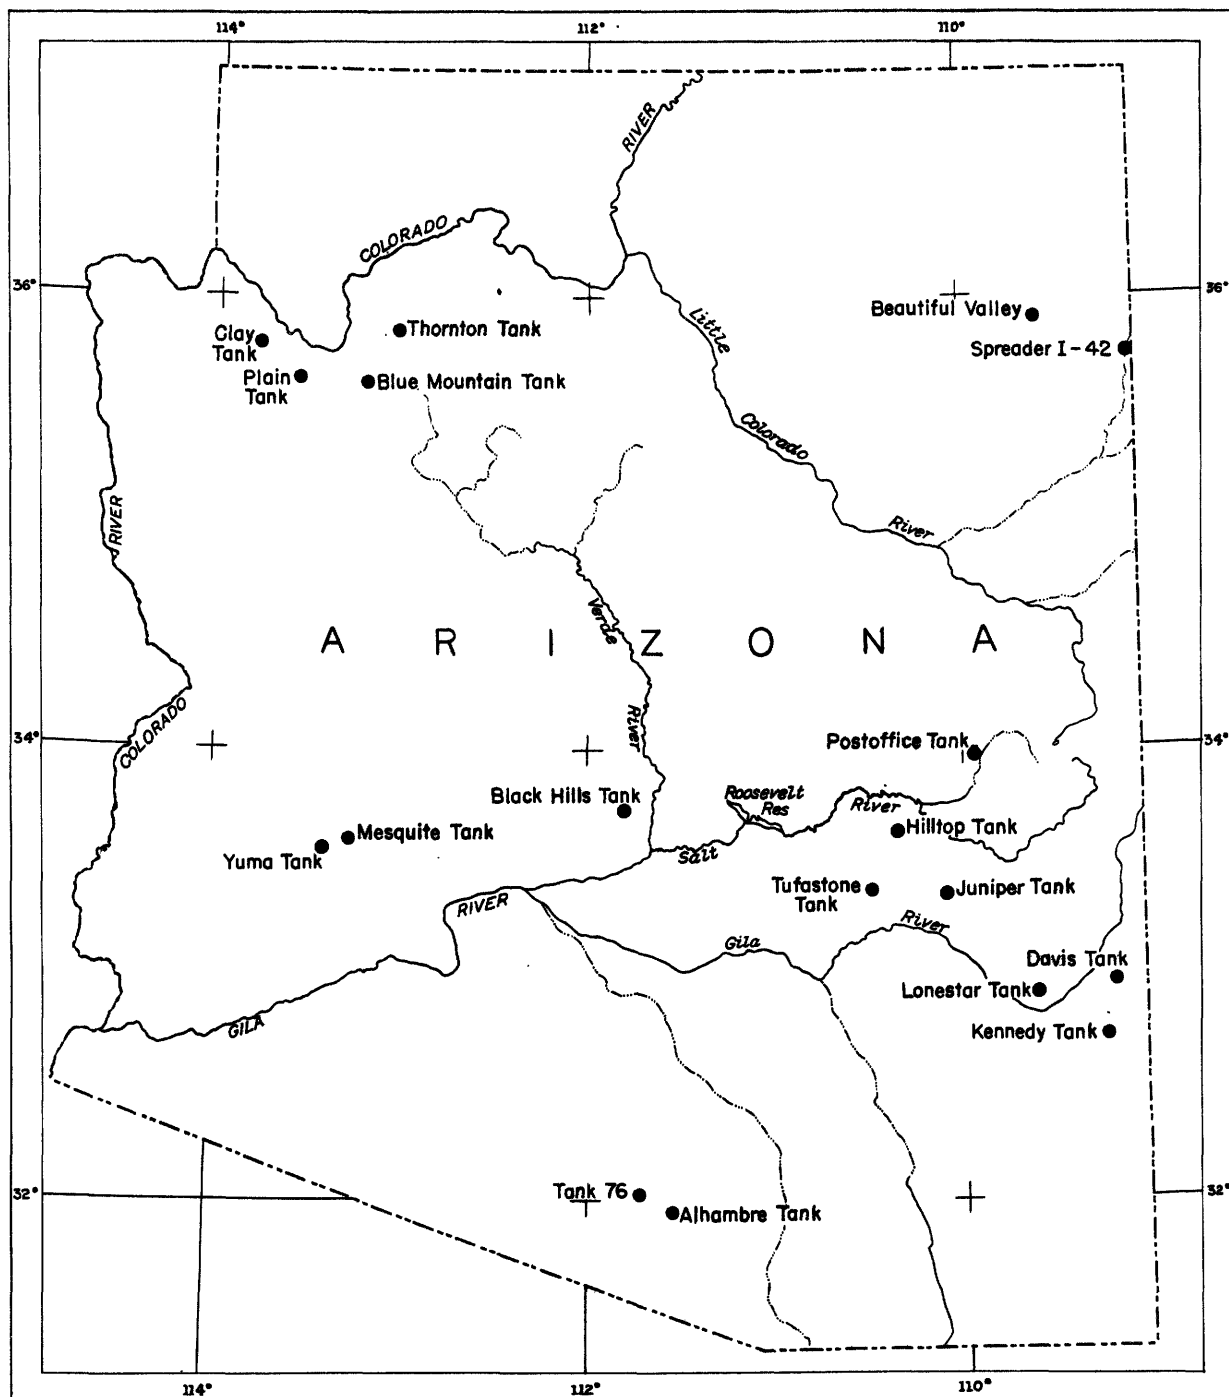 114°
112°
110°
RIVER
COLORADO
36°
36°
Beautiful Valley
Thornton Tank
Little
Clay
Tank
Spreader I-42
Plain
Tank
Blue Mountain Tank
Colorado
RIVER
River
Verde
A R I Z O N A
COLORADO
River
34°
34°
Postoffice Tank
Black Hills Tank
Roosevelt
Res
River
Hilltop Tank
Mesquite Tank
Yuma Tank
Salt
Tufastone
Tank
Juniper Tank
RIVER
River
Gila
Davis Tank
Lonestar Tank
GILA
Kennedy Tank
32°
32°
Tank 76
Alhambre Tank
114°
112°
110°